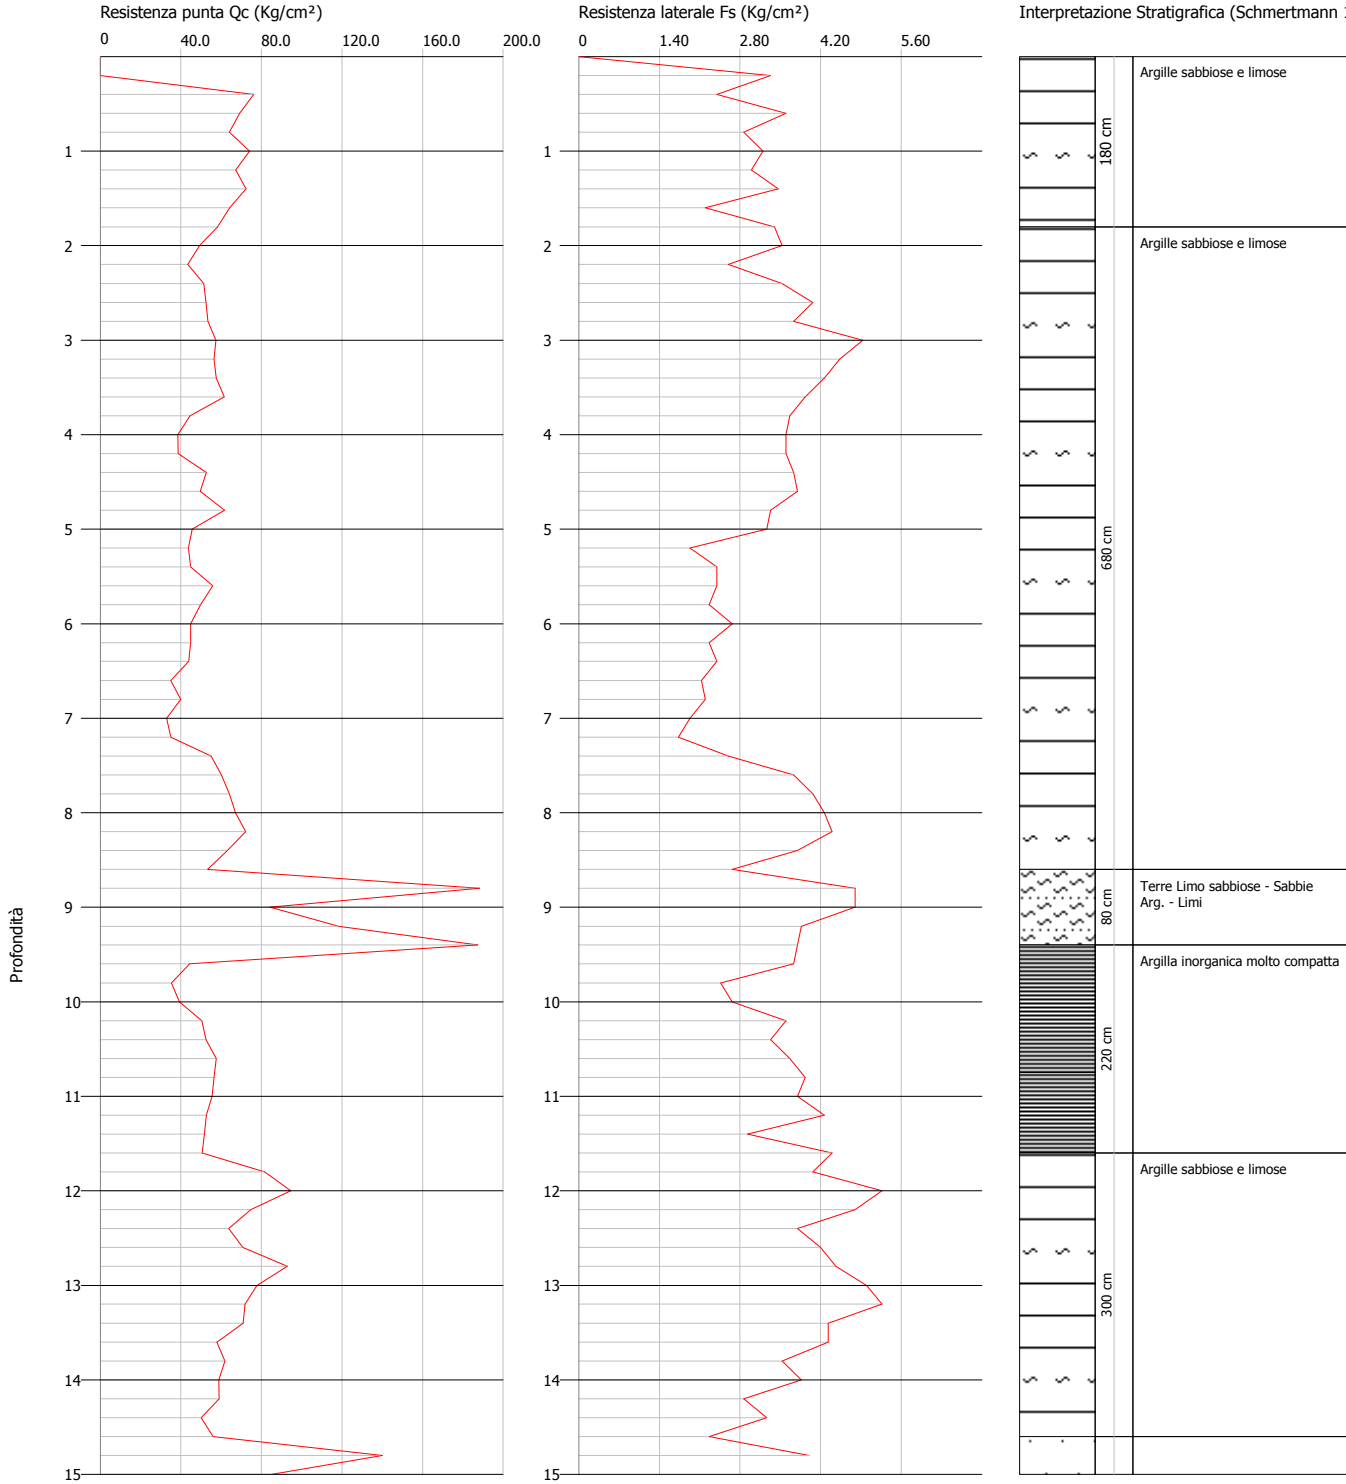 Resistenza punta Qc (Kg/cm²)
0 40.0 80.0 120.0 160.0 200.0
Resistenza laterale Fs (Kg/cm²)
0 1.40 2.80 4.20 5.60
Interpretazione Stratigrafica (Schmertmann
Profondità
1
2
3
4
5
6
7
8
9
10
11
12
13
14
15
1
2
3
4
5
6
7
8
9
10
11
12
13
14
15
180 cm
Argille sabbiose e limose
680 cm
Argille sabbiose e limose
80 cm
Terre Limo sabbiose - Sabbie
Arg. - Limi
220 cm
Argilla inorganica molto compatta
300 cm
Argille sabbiose e limose